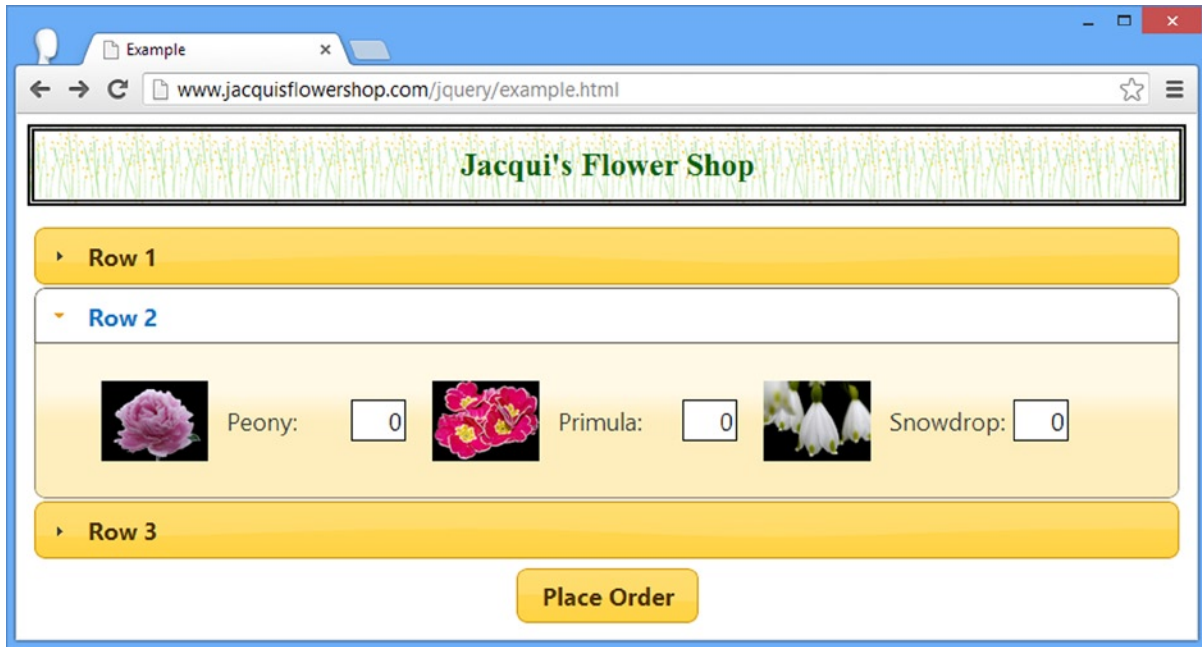 Example
www.jacquisflowershop.com/jquery/example.html
Jacqui's Flower Shop
Row 1
Row 2
Peony: 0 Primula: 0 Snowdrop: 0
Row 3
Place Order